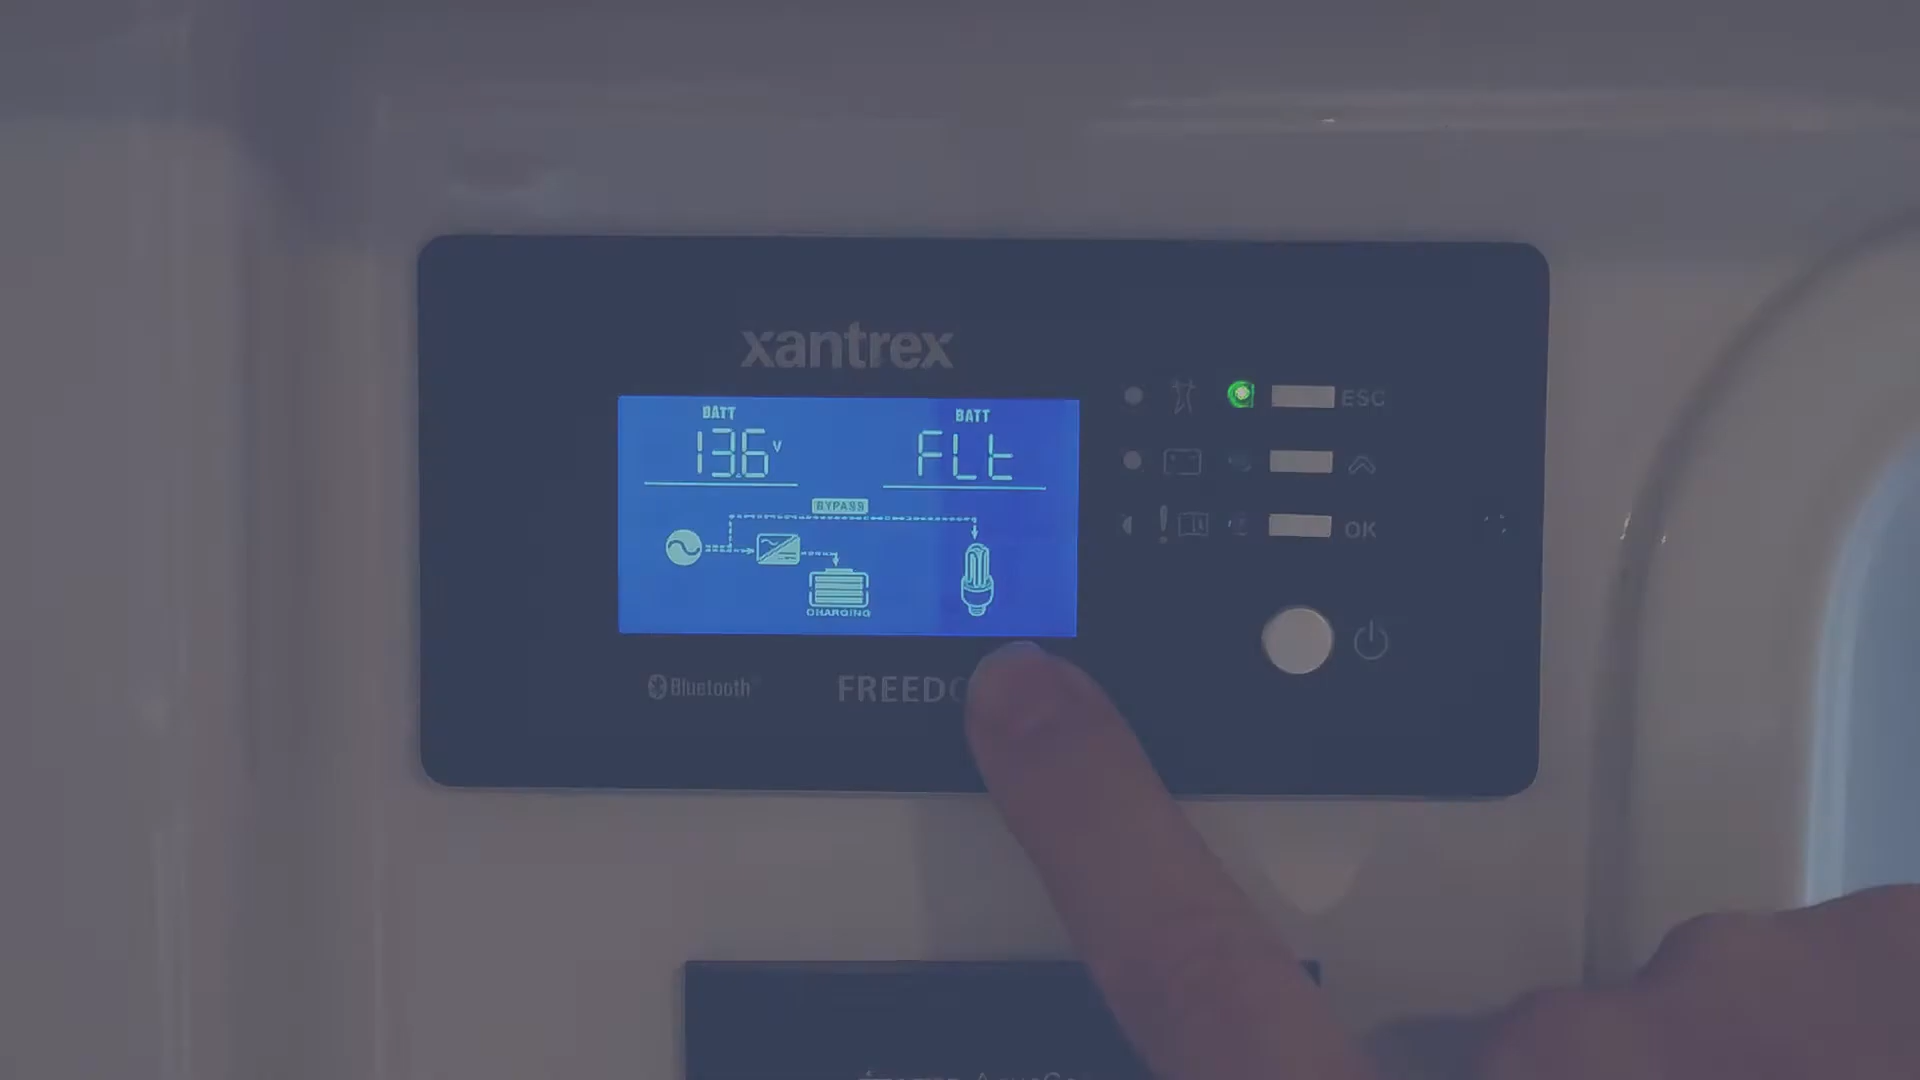 xantrex
BATT
13.6 V
BATT
FLt
BYPASS
CHARGING
ESC
OK
Bluetooth
FREEDO